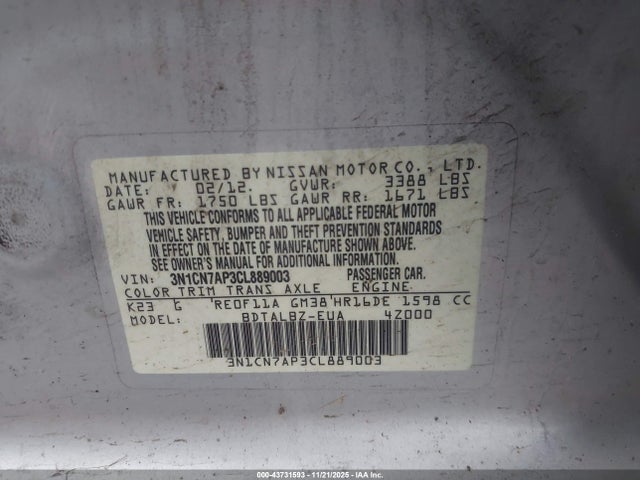 MANUFACTURED BY NISSAN MOTOR CO., LTD.
DATE: 02/12. GVWR: 3388 LBS
GAWR FR: 1750 LBS GAWR RR: 1671 LBS
THIS VEHICLE CONFORMS TO ALL APPLICABLE FEDERAL MOTOR
VEHICLE SAFETY, BUMPER AND THEFT PREVENTION STANDARDS
IN EFFECT ON THE DATE OF MANUFACTURE SHOWN ABOVE.
SEE OWNER'S MANUAL FOR ADDITIONAL INFORMATION.
VIN: 3N1CN7AP3CL889003 PASSENGER CAR.
COLOR TRIM TRANS AXLE ENGINE
K23 G RE0F11A GM38 HR16DE 1598 CC
MODEL: BDTALBZ-EUA 4Z000
3N1CN7AP3CL889003
000-43731593 - 11/21/2025 - IAA Inc.